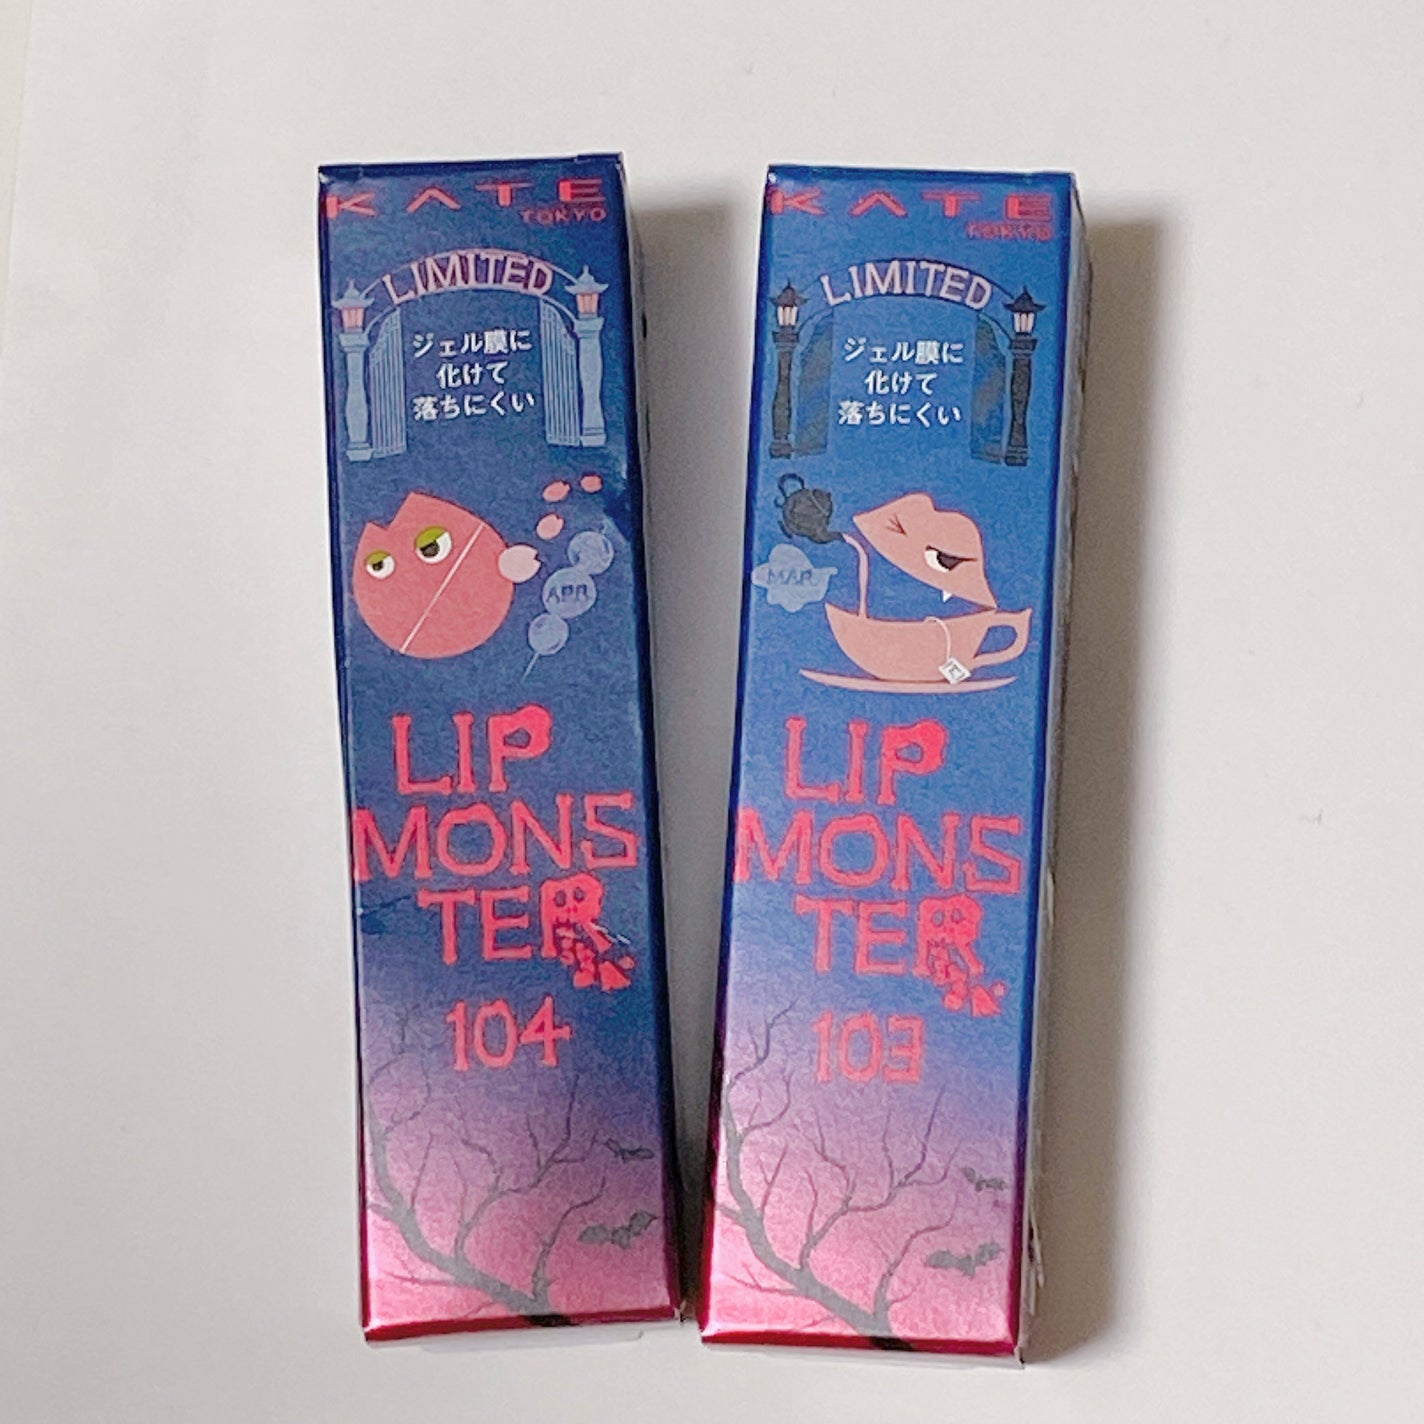 KATE
TOKYO
LIMITED
ジェル膜に
化けて
落ちにくい
APR.
LIP
MONS
TER
104
KATE
TOKYO
LIMITED
ジェル膜に
化けて
落ちにくい
MAR.
LIP
MONS
TER
103